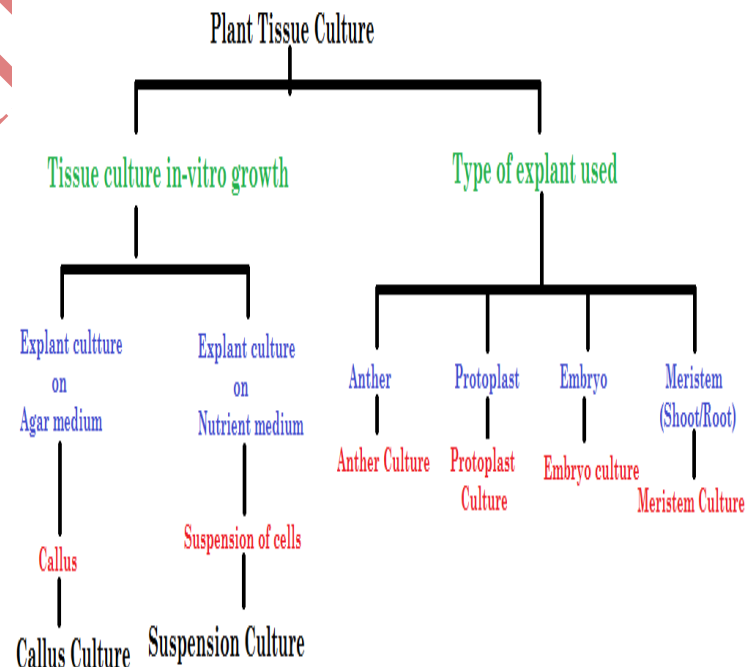 Plant Tissue Culture
Tissue culture in-vitro growth
Type of explant used
Explant cultture
on
Agar medium
Explant culture
on
Nutrient medium
Anther
Protoplast
Embryo
Meristem
(Shoot/Root)
Anther Culture
Protoplast
Culture
Embryo culture
Meristem Culture
Callus
Suspension of cells
Callus Culture
Suspension Culture